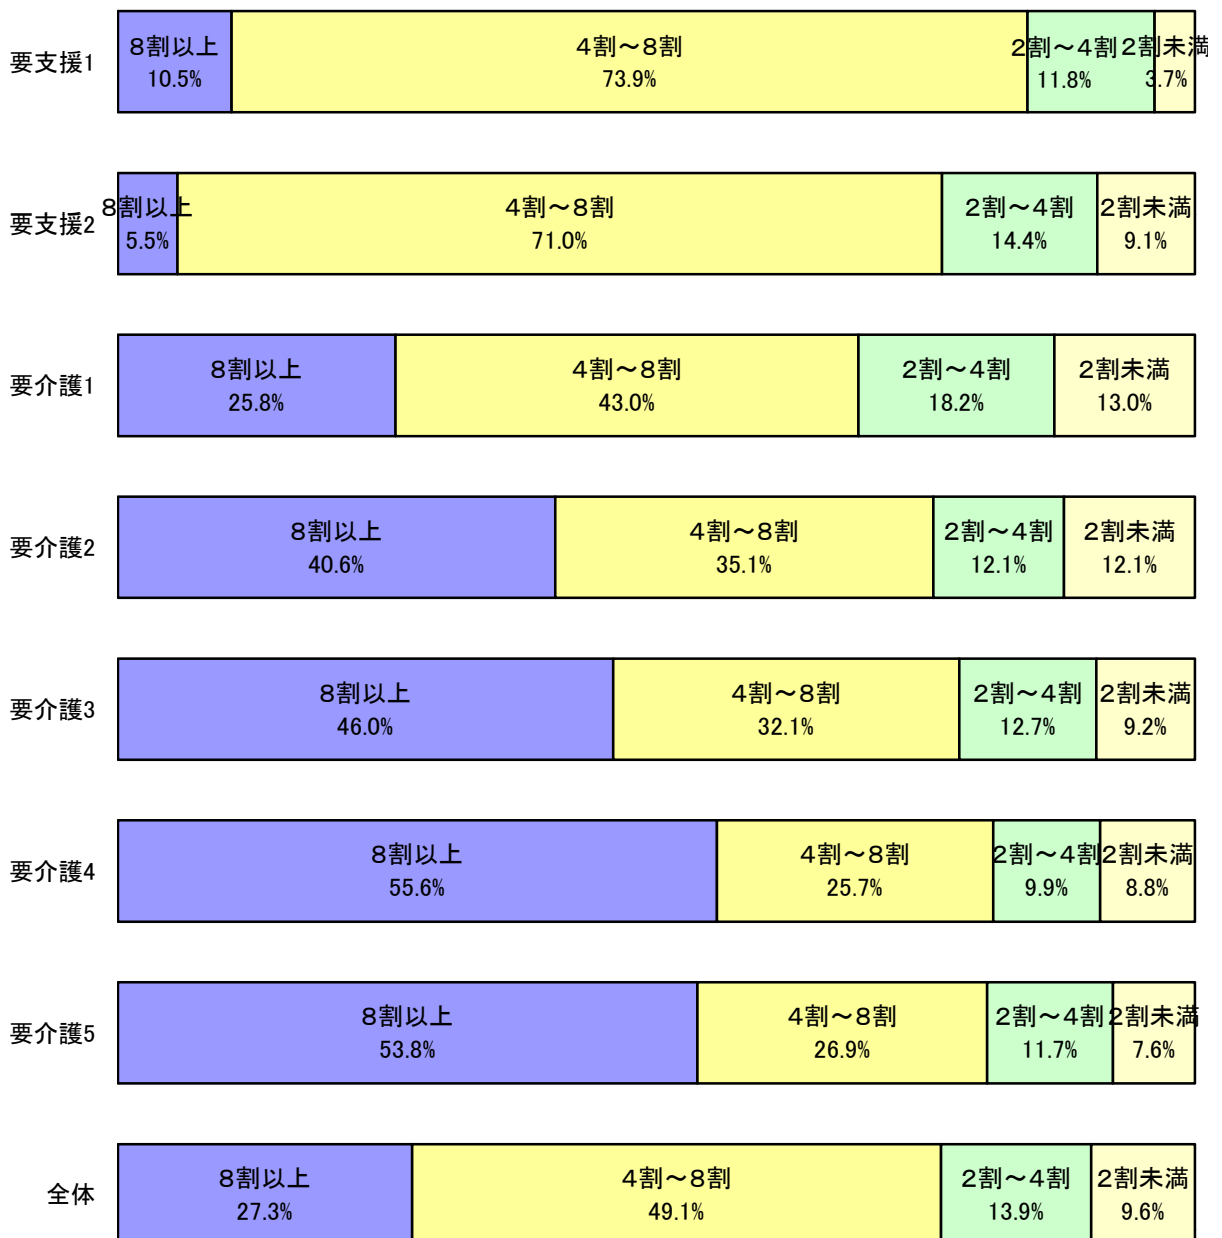 要支援1
８割以上
10.5%
４割～８割
73.9%
２割～４割
11.8%
２割未満
3.7%
要支援2
８割以上
5.5%
４割～８割
71.0%
２割～４割
14.4%
２割未満
9.1%
要介護1
８割以上
25.8%
４割～８割
43.0%
２割～４割
18.2%
２割未満
13.0%
要介護2
８割以上
40.6%
４割～８割
35.1%
２割～４割
12.1%
２割未満
12.1%
要介護3
８割以上
46.0%
４割～８割
32.1%
２割～４割
12.7%
２割未満
9.2%
要介護4
８割以上
55.6%
４割～８割
25.7%
２割～４割
9.9%
２割未満
8.8%
要介護5
８割以上
53.8%
４割～８割
26.9%
２割～４割
11.7%
２割未満
7.6%
全体
８割以上
27.3%
４割～８割
49.1%
２割～４割
13.9%
２割未満
9.6%